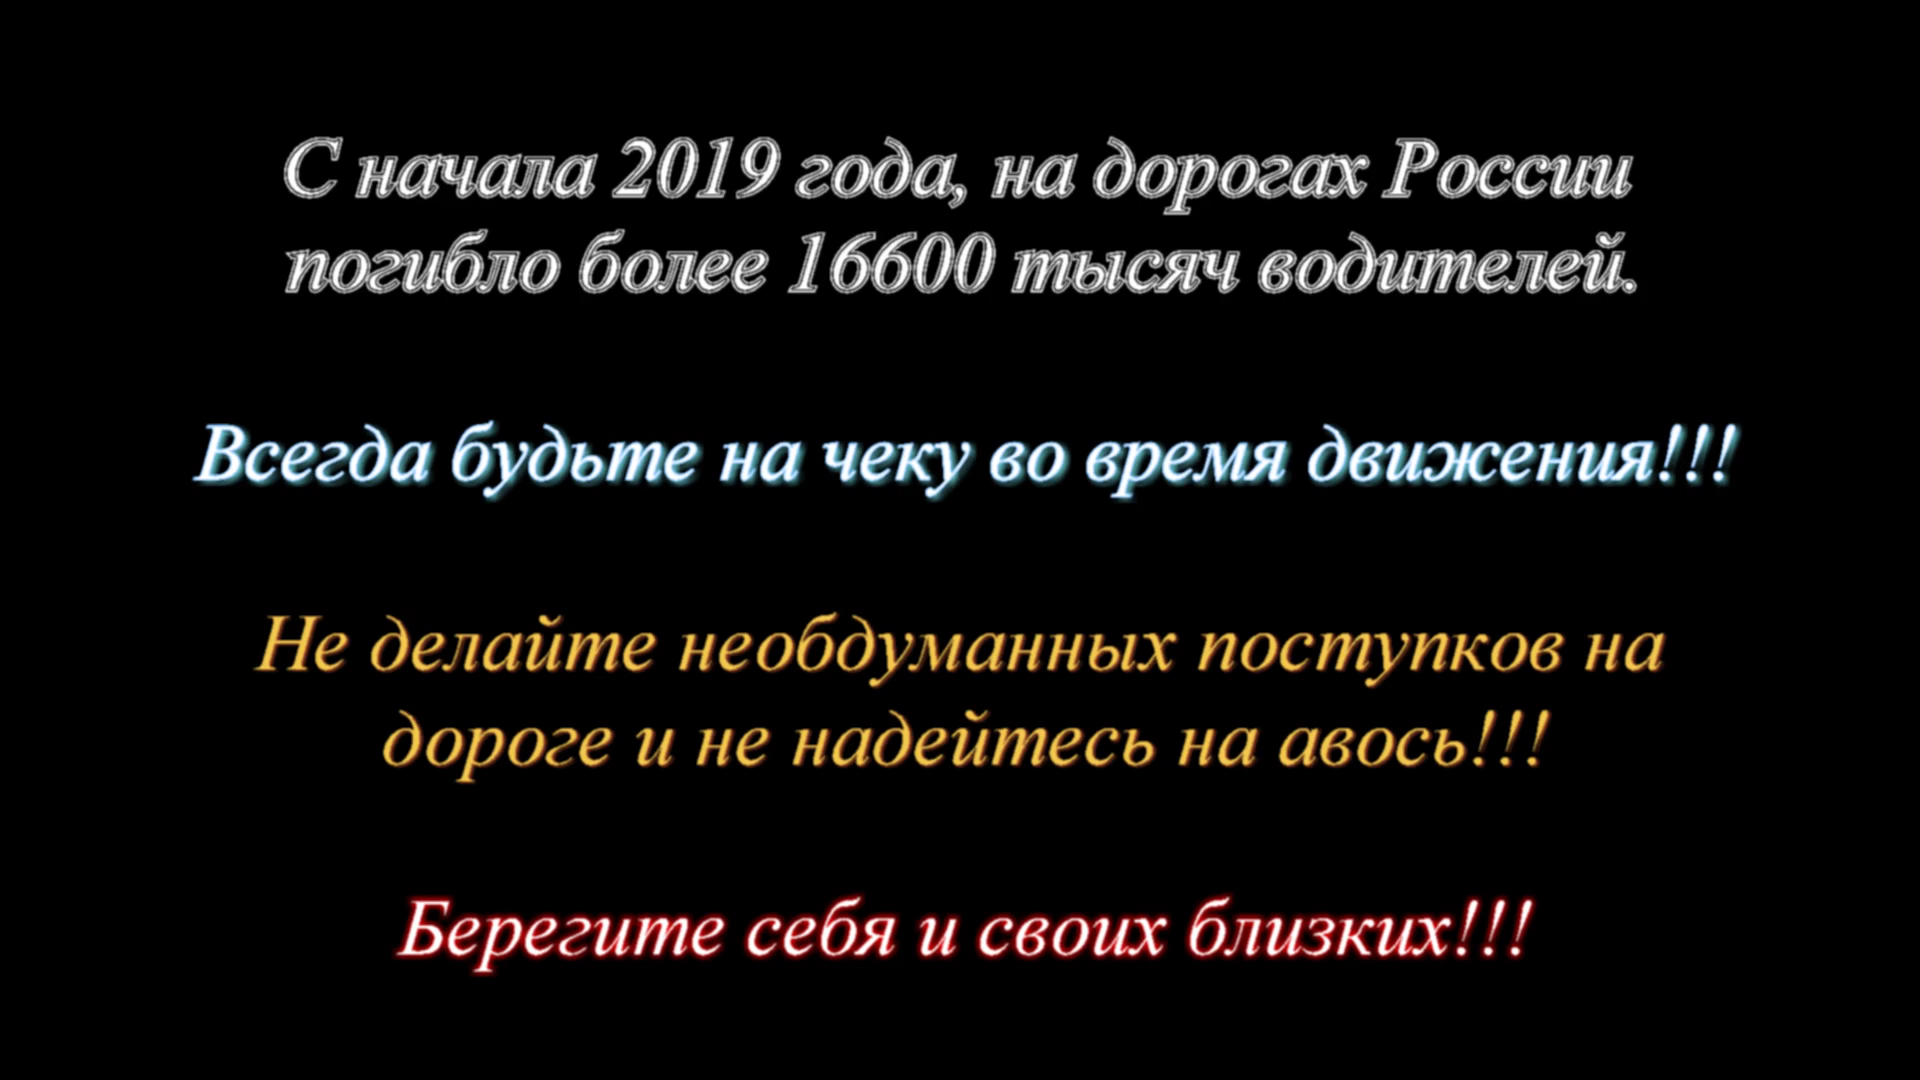 С начала 2019 года, на дорогах России
погибло более 16600 тысяч водителей.
Всегда будьте на чеку во время движения!!!
Не делайте необдуманных поступков на
дороге и не надейтесь на авось!!!
Берегите себя и своих близких!!!